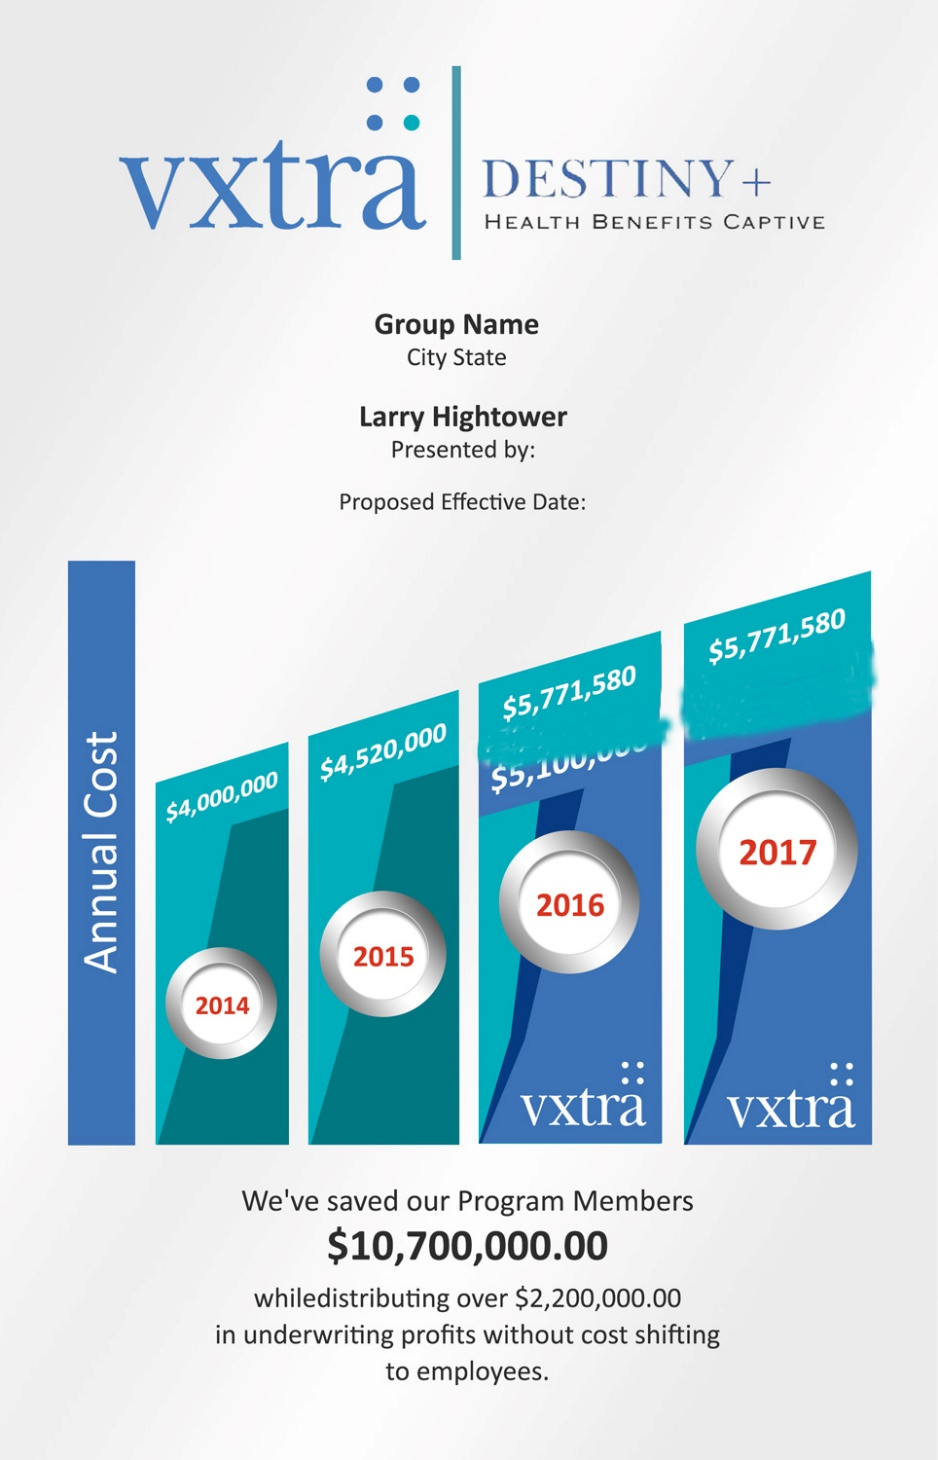 vxtra
DESTINY+
HEALTH BENEFITS CAPTIVE
Group Name
City State
Larry Hightower
Presented by:
Proposed Effective Date:
Annual Cost
$4,000,000
2014
$4,520,000
2015
$5,771,580
2016
vxtra
$5,771,580
2017
vxtra
We've saved our Program Members
$10,700,000.00
whiledistributing over $2,200,000.00
in underwriting profits without cost shifting
to employees.